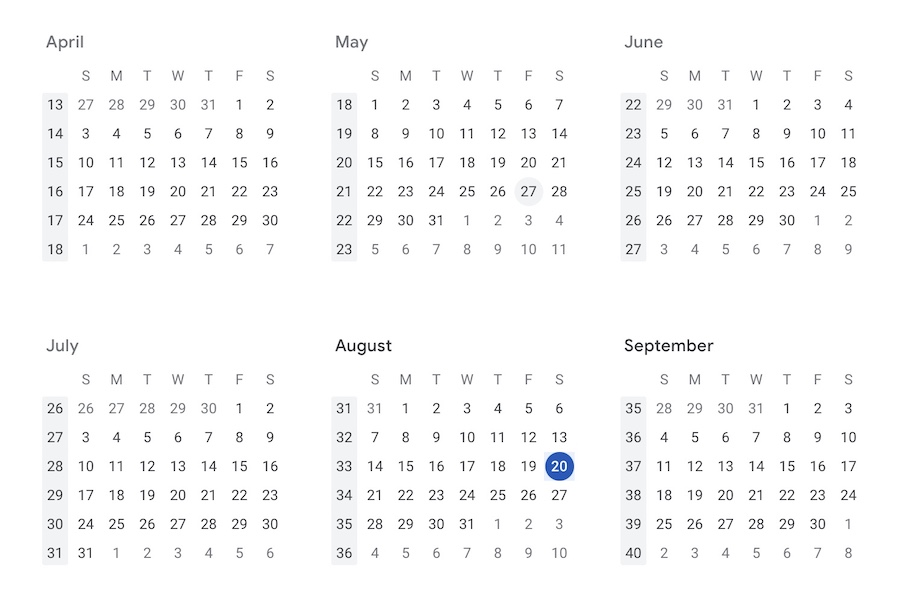 April
S M T W T F S
13 27 28 29 30 31 1 2
14 3 4 5 6 7 8 9
15 10 11 12 13 14 15 16
16 17 18 19 20 21 22 23
17 24 25 26 27 28 29 30
18 1 2 3 4 5 6 7
May
S M T W T F S
18 1 2 3 4 5 6 7
19 8 9 10 11 12 13 14
20 15 16 17 18 19 20 21
21 22 23 24 25 26 27 28
22 29 30 31 1 2 3 4
23 5 6 7 8 9 10 11
June
S M T W T F S
22 29 30 31 1 2 3 4
23 5 6 7 8 9 10 11
24 12 13 14 15 16 17 18
25 19 20 21 22 23 24 25
26 26 27 28 29 30 1 2
27 3 4 5 6 7 8 9
July
S M T W T F S
26 26 27 28 29 30 1 2
27 3 4 5 6 7 8 9
28 10 11 12 13 14 15 16
29 17 18 19 20 21 22 23
30 24 25 26 27 28 29 30
31 31 1 2 3 4 5 6
August
S M T W T F S
31 31 1 2 3 4 5 6
32 7 8 9 10 11 12 13
33 14 15 16 17 18 19 20
34 21 22 23 24 25 26 27
35 28 29 30 31 1 2 3
36 4 5 6 7 8 9 10
September
S M T W T F S
35 28 29 30 31 1 2 3
36 4 5 6 7 8 9 10
37 11 12 13 14 15 16 17
38 18 19 20 21 22 23 24
39 25 26 27 28 29 30 1
40 2 3 4 5 6 7 8